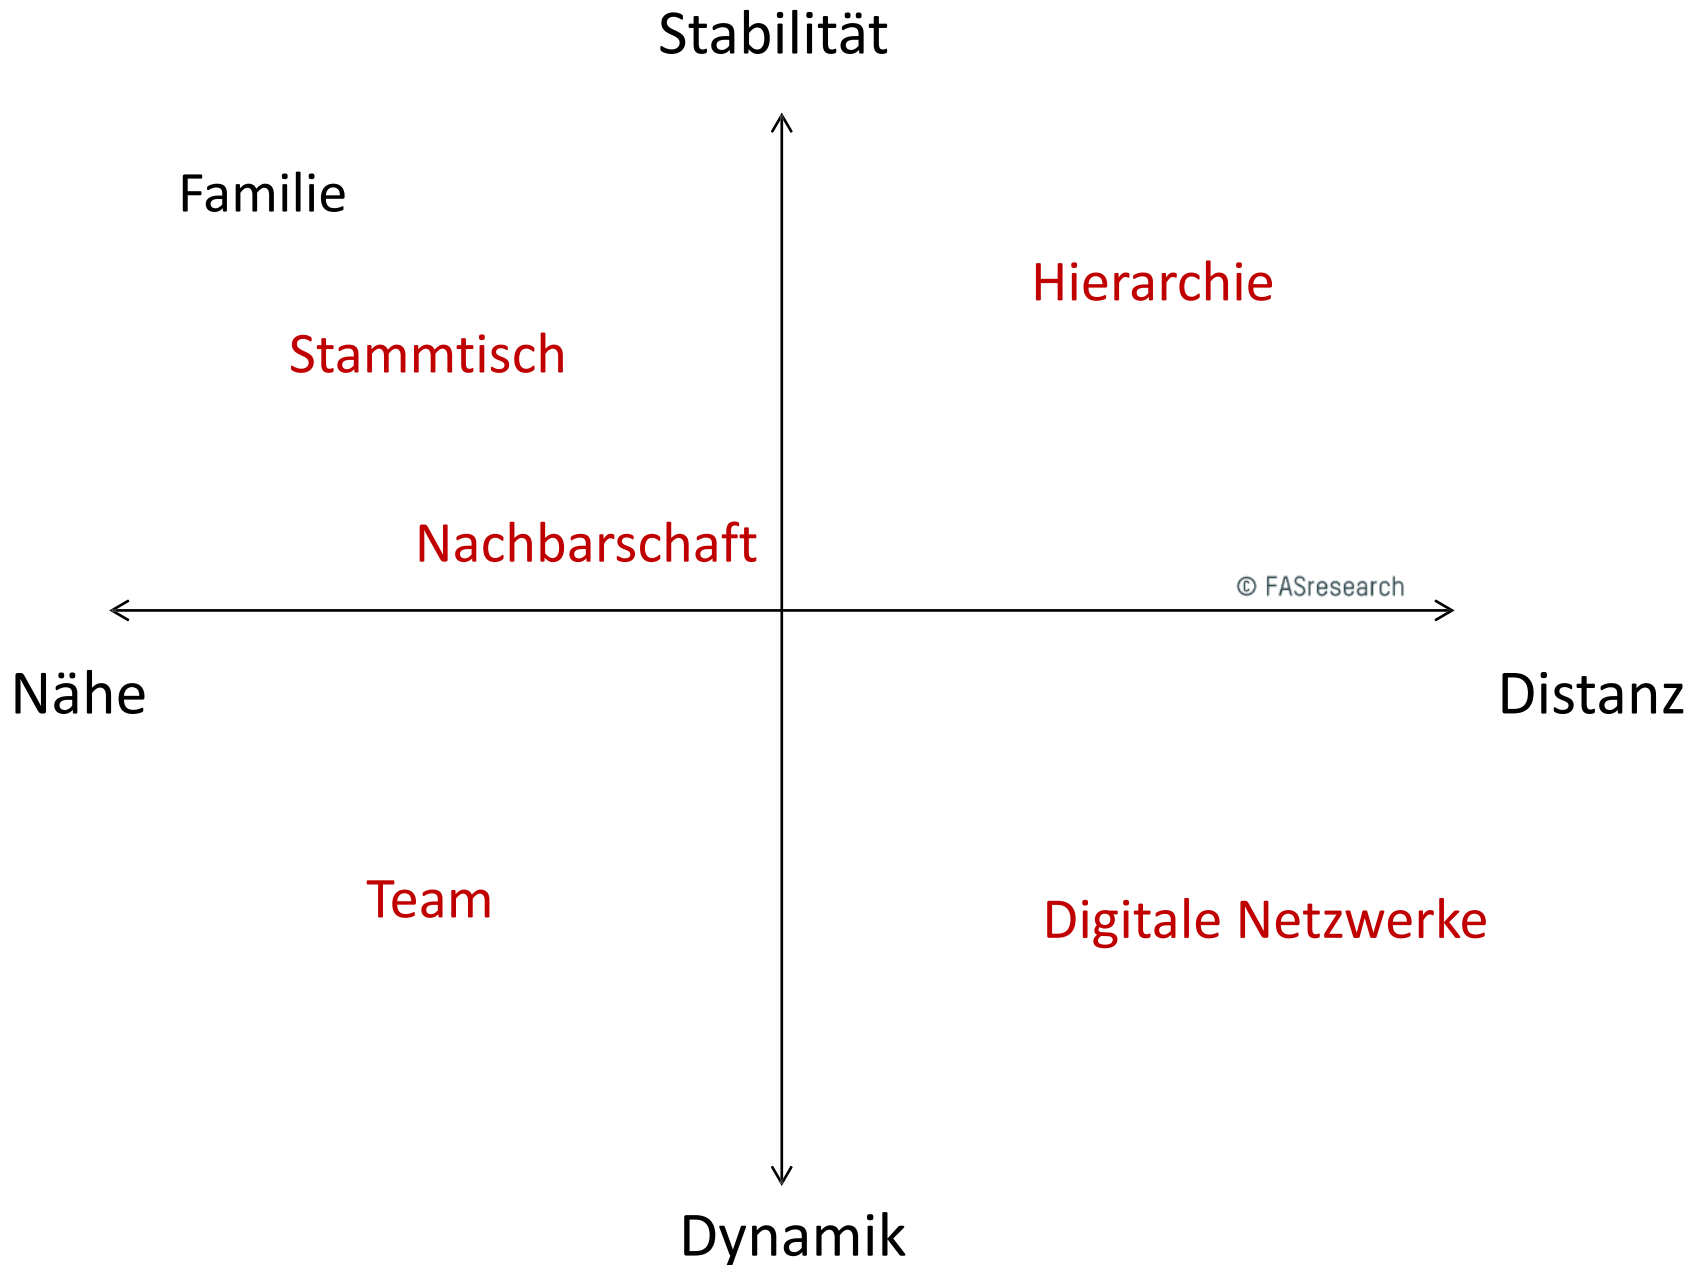 Stabilität
Familie
Hierarchie
Stammtisch
Nachbarschaft
© FASresearch
Nähe
Distanz
Team
Digitale Netzwerke
Dynamik